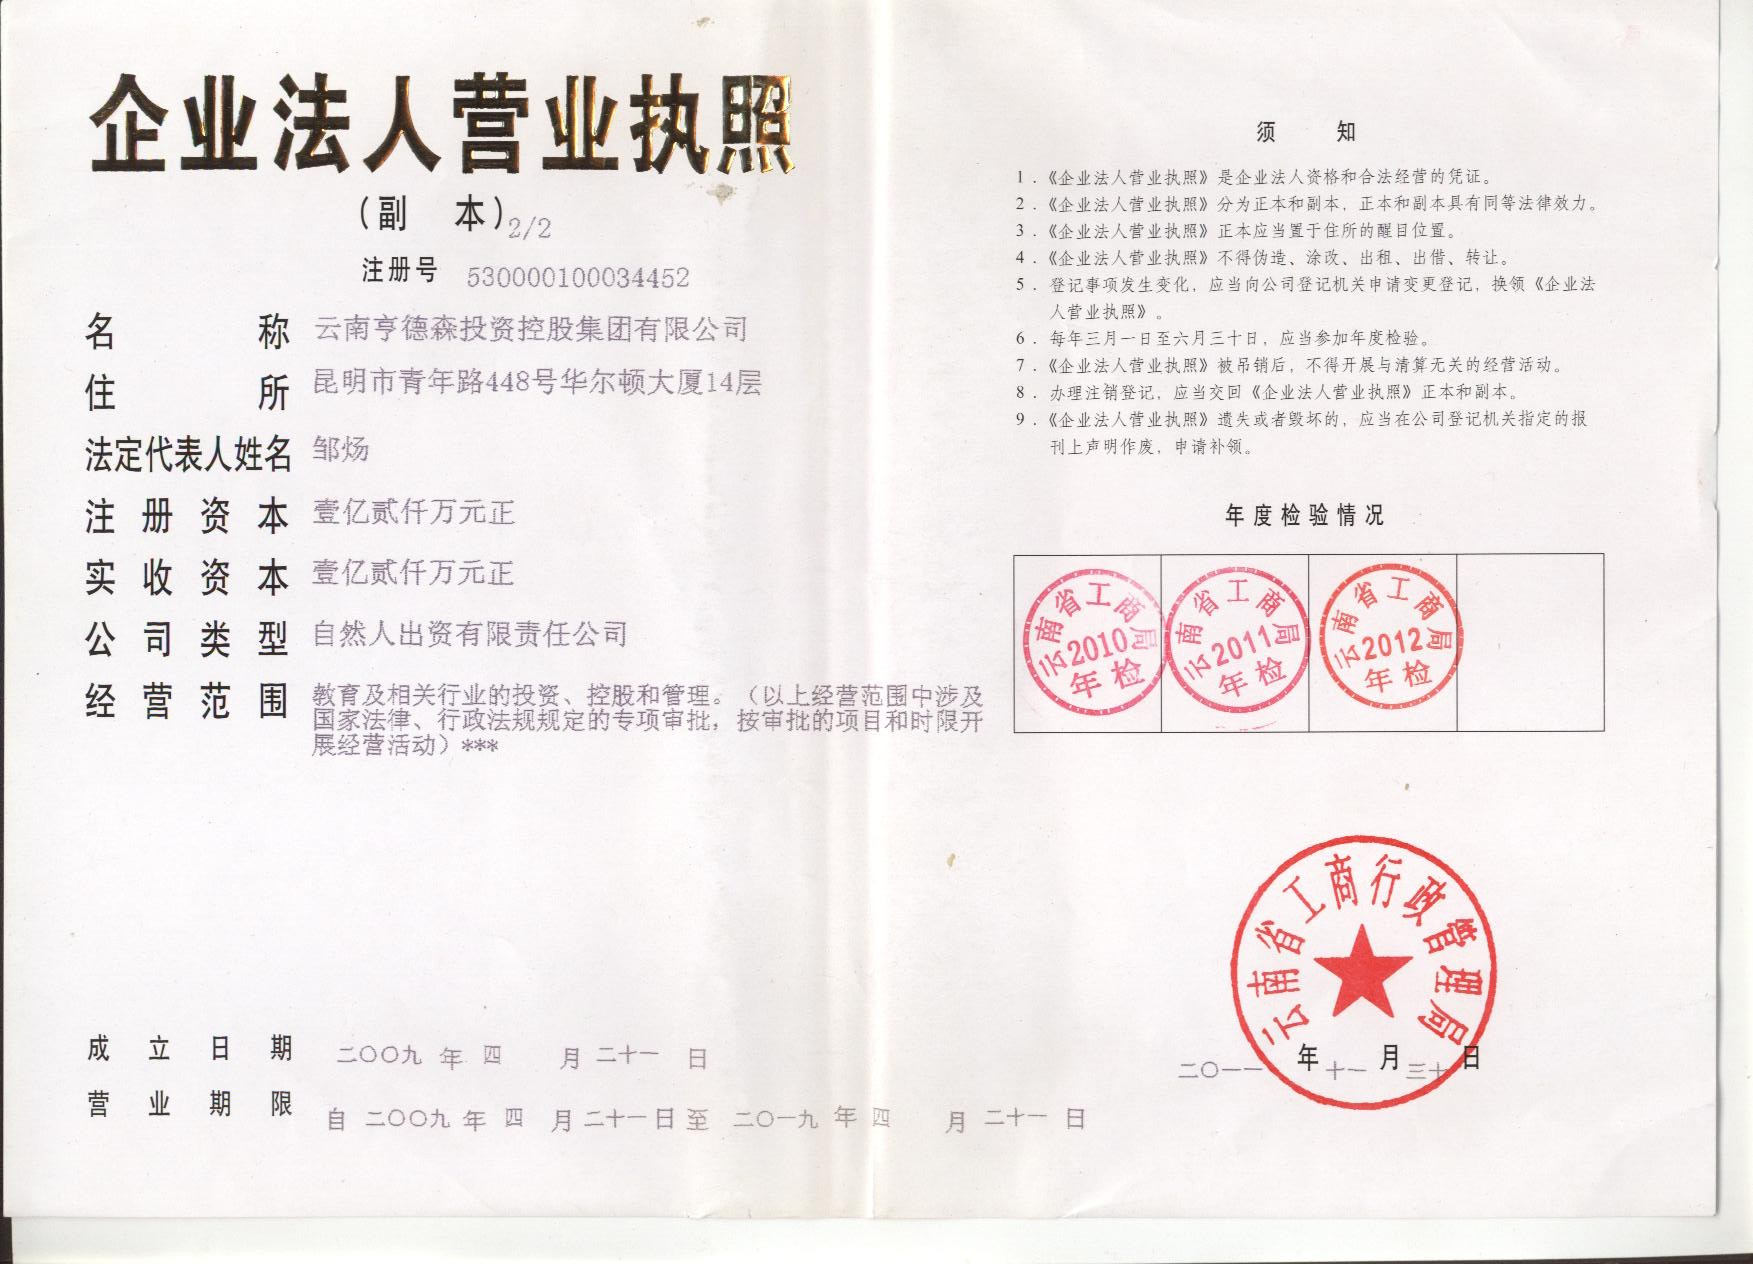 企业法人营业执照
(副 本) 2/2
注册号 530000100034452
名称 云南亨德森投资控股集团有限公司
住所 昆明市青年路448号华尔顿大厦14层
法定代表人姓名 邹炀
注册资本 壹亿贰仟万元正
实收资本 壹亿贰仟万元正
公司类型 自然人出资有限责任公司
经营范围 教育及相关行业的投资、控股和管理。（以上经营范围中涉及
国家法律、行政法规规定的专项审批，按审批的项目和时限开
展经营活动）***
成立日期 二〇〇九 年 四 月 二十一 日
营业期限 自 二〇〇九 年 四 月 二十一 日 至 二〇一九 年 四 月 二十一 日
须 知
1．《企业法人营业执照》是企业法人资格和合法经营的凭证。
2．《企业法人营业执照》分为正本和副本，正本和副本具有同等法律效力。
3．《企业法人营业执照》正本应当置于住所的醒目位置。
4．《企业法人营业执照》不得伪造、涂改、出租、出借、转让。
5．登记事项发生变化，应当向公司登记机关申请变更登记，换领《企业法
人营业执照》。
6．每年三月一日至六月三十日，应当参加年度检验。
7．《企业法人营业执照》被吊销后，不得开展与清算无关的经营活动。
8．办理注销登记，应当交回《企业法人营业执照》正本和副本。
9．《企业法人营业执照》遗失或者毁坏的，应当在公司登记机关指定的报
刊上声明作废，申请补领。
年度检验情况
云南省工商局
2010
年检
云南省工商局
2011
年检
云南省工商局
2012
年检
云南省工商行政管理局
二〇一一 年 十一 月 三十 日